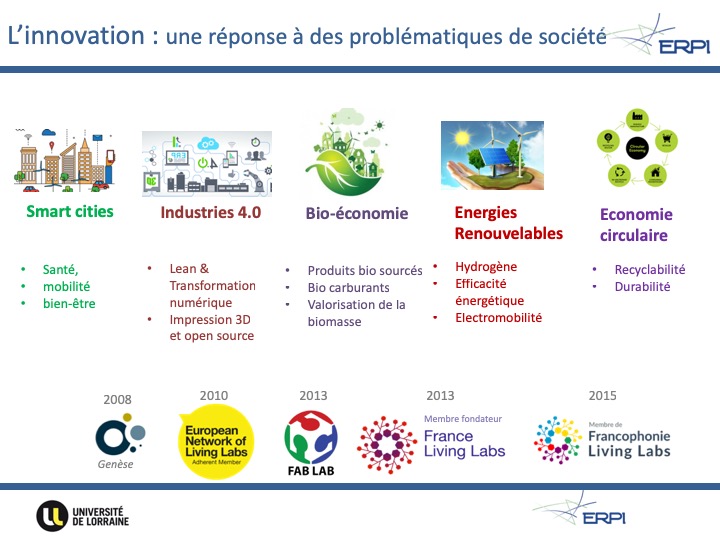 L’innovation : une réponse à des problématiques de société
ERPI
Circular
Economy
Smart cities
Industries 4.0
Bio-économie
Energies
Renouvelables
Economie
circulaire
• Santé,
• mobilité
• bien-être
• Lean &
Transformation
numérique
• Impression 3D
et open source
• Produits bio sourcés
• Bio carburants
• Valorisation de la
biomasse
• Hydrogène
• Efficacité
énergétique
• Electromobilité
• Recyclabilité
• Durabilité
2008
2010
2013
2013
2015
Genèse
European
Network of
Living Labs
Adherent Member
FAB LAB
Membre fondateur
France
Living Labs
Membre de
Francophonie
Living Labs
UNIVERSITÉ
DE LORRAINE
ERPI